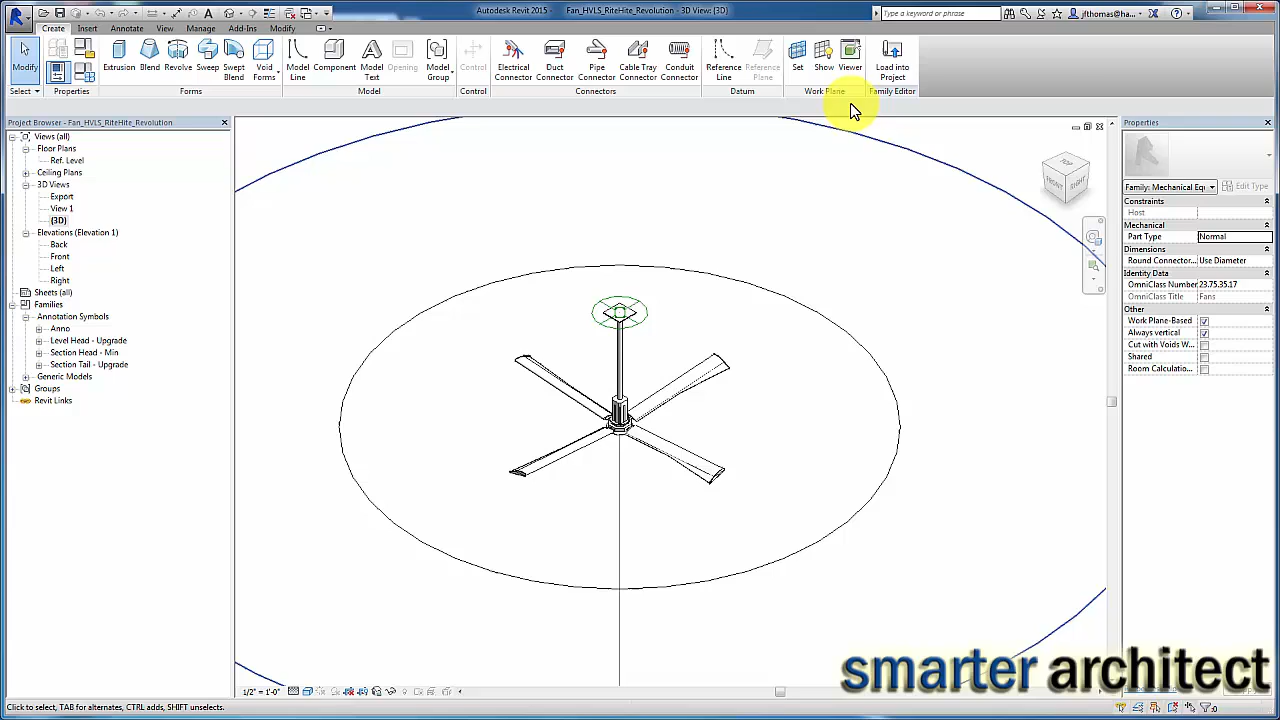 Autodesk Revit 2015 - Fan_HVLS_RiteHite_Revolution - 3D View: {3D}
Type a keyword or phrase
jfthomas@ha...
Create Insert Annotate View Manage Add-Ins Modify
Modify
Extrusion Blend Revolve Sweep Swept Blend Void Forms
Model Line Component Model Text Opening Model Group
Control
Electrical Connector Duct Connector Pipe Connector Cable Tray Connector Conduit Connector
Reference Line Reference Plane
Set Show Viewer
Load into Project
Select Properties Forms Model Control Connectors Datum Work Plane Family Editor
Project Browser - Fan_HVLS_RiteHite_Revolution
Views (all)
Floor Plans
Ref. Level
Ceiling Plans
3D Views
Export
View 1
{3D}
Elevations (Elevation 1)
Back
Front
Left
Right
Sheets (all)
Families
Annotation Symbols
Anno
Level Head - Upgrade
Section Head - Min
Section Tail - Upgrade
Generic Models
Groups
Revit Links
TOP
FRONT
RIGHT
Properties
Family: Mechanical Eq
Edit Type
Constraints
Host
Mechanical
Part Type Normal
Dimensions
Round Connector... Use Diameter
Identity Data
OmniClass Number 23.75.35.17
OmniClass Title Fans
Other
Work Plane-Based
Always vertical
Cut with Voids W...
Shared
Room Calculatio...
1/2" = 1'-0"
smarter architect
Click to select, TAB for alternates, CTRL adds, SHIFT unselects.
:0